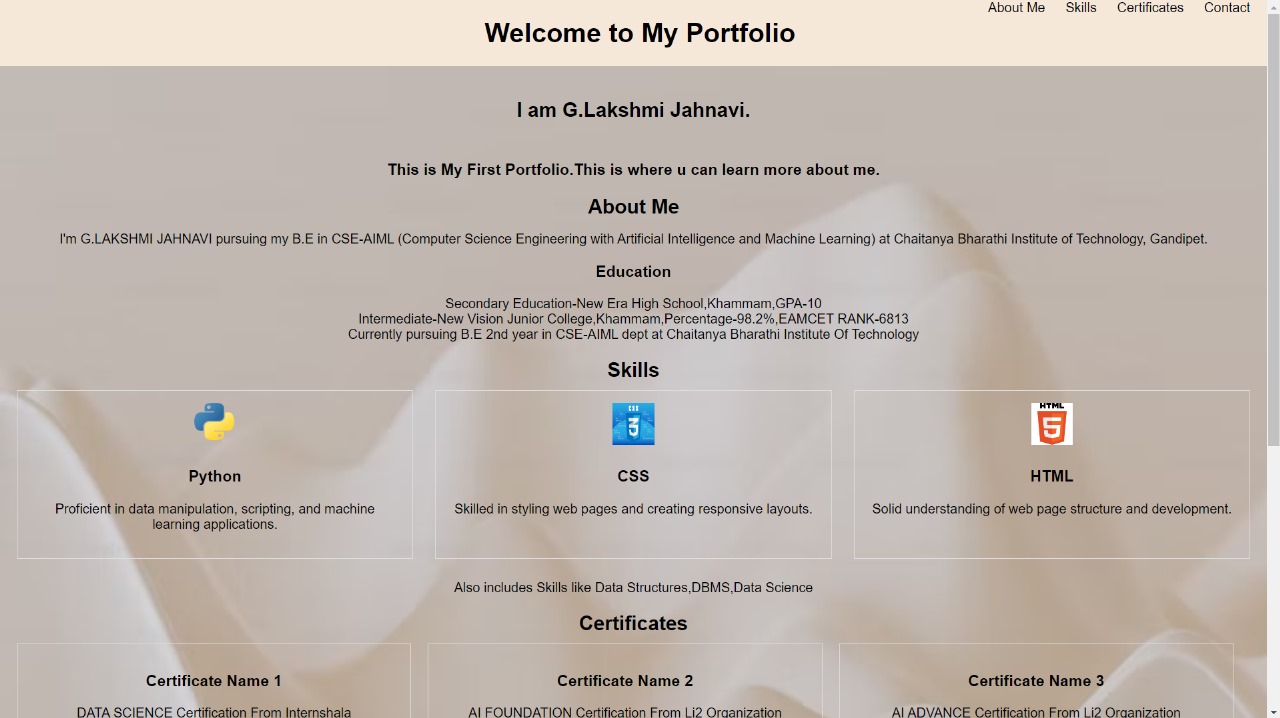 About Me Skills Certificates Contact
Welcome to My Portfolio
I am G.Lakshmi Jahnavi.
This is My First Portfolio.This is where u can learn more about me.
About Me
I'm G.LAKSHMI JAHNAVI pursuing my B.E in CSE-AIML (Computer Science Engineering with Artificial Intelligence and Machine Learning) at Chaitanya Bharathi Institute of Technology, Gandipet.
Education
Secondary Education-New Era High School,Khammam,GPA-10
Intermediate-New Vision Junior College,Khammam,Percentage-98.2%,EAMCET RANK-6813
Currently pursuing B.E 2nd year in CSE-AIML dept at Chaitanya Bharathi Institute Of Technology
Skills
CSS
3
HTML
5
Python
CSS
HTML
Proficient in data manipulation, scripting, and machine
learning applications.
Skilled in styling web pages and creating responsive layouts.
Solid understanding of web page structure and development.
Also includes Skills like Data Structures,DBMS,Data Science
Certificates
Certificate Name 1
DATA SCIENCE Certification From Internshala
Certificate Name 2
AI FOUNDATION Certification From Li2 Organization
Certificate Name 3
AI ADVANCE Certification From Li2 Organization